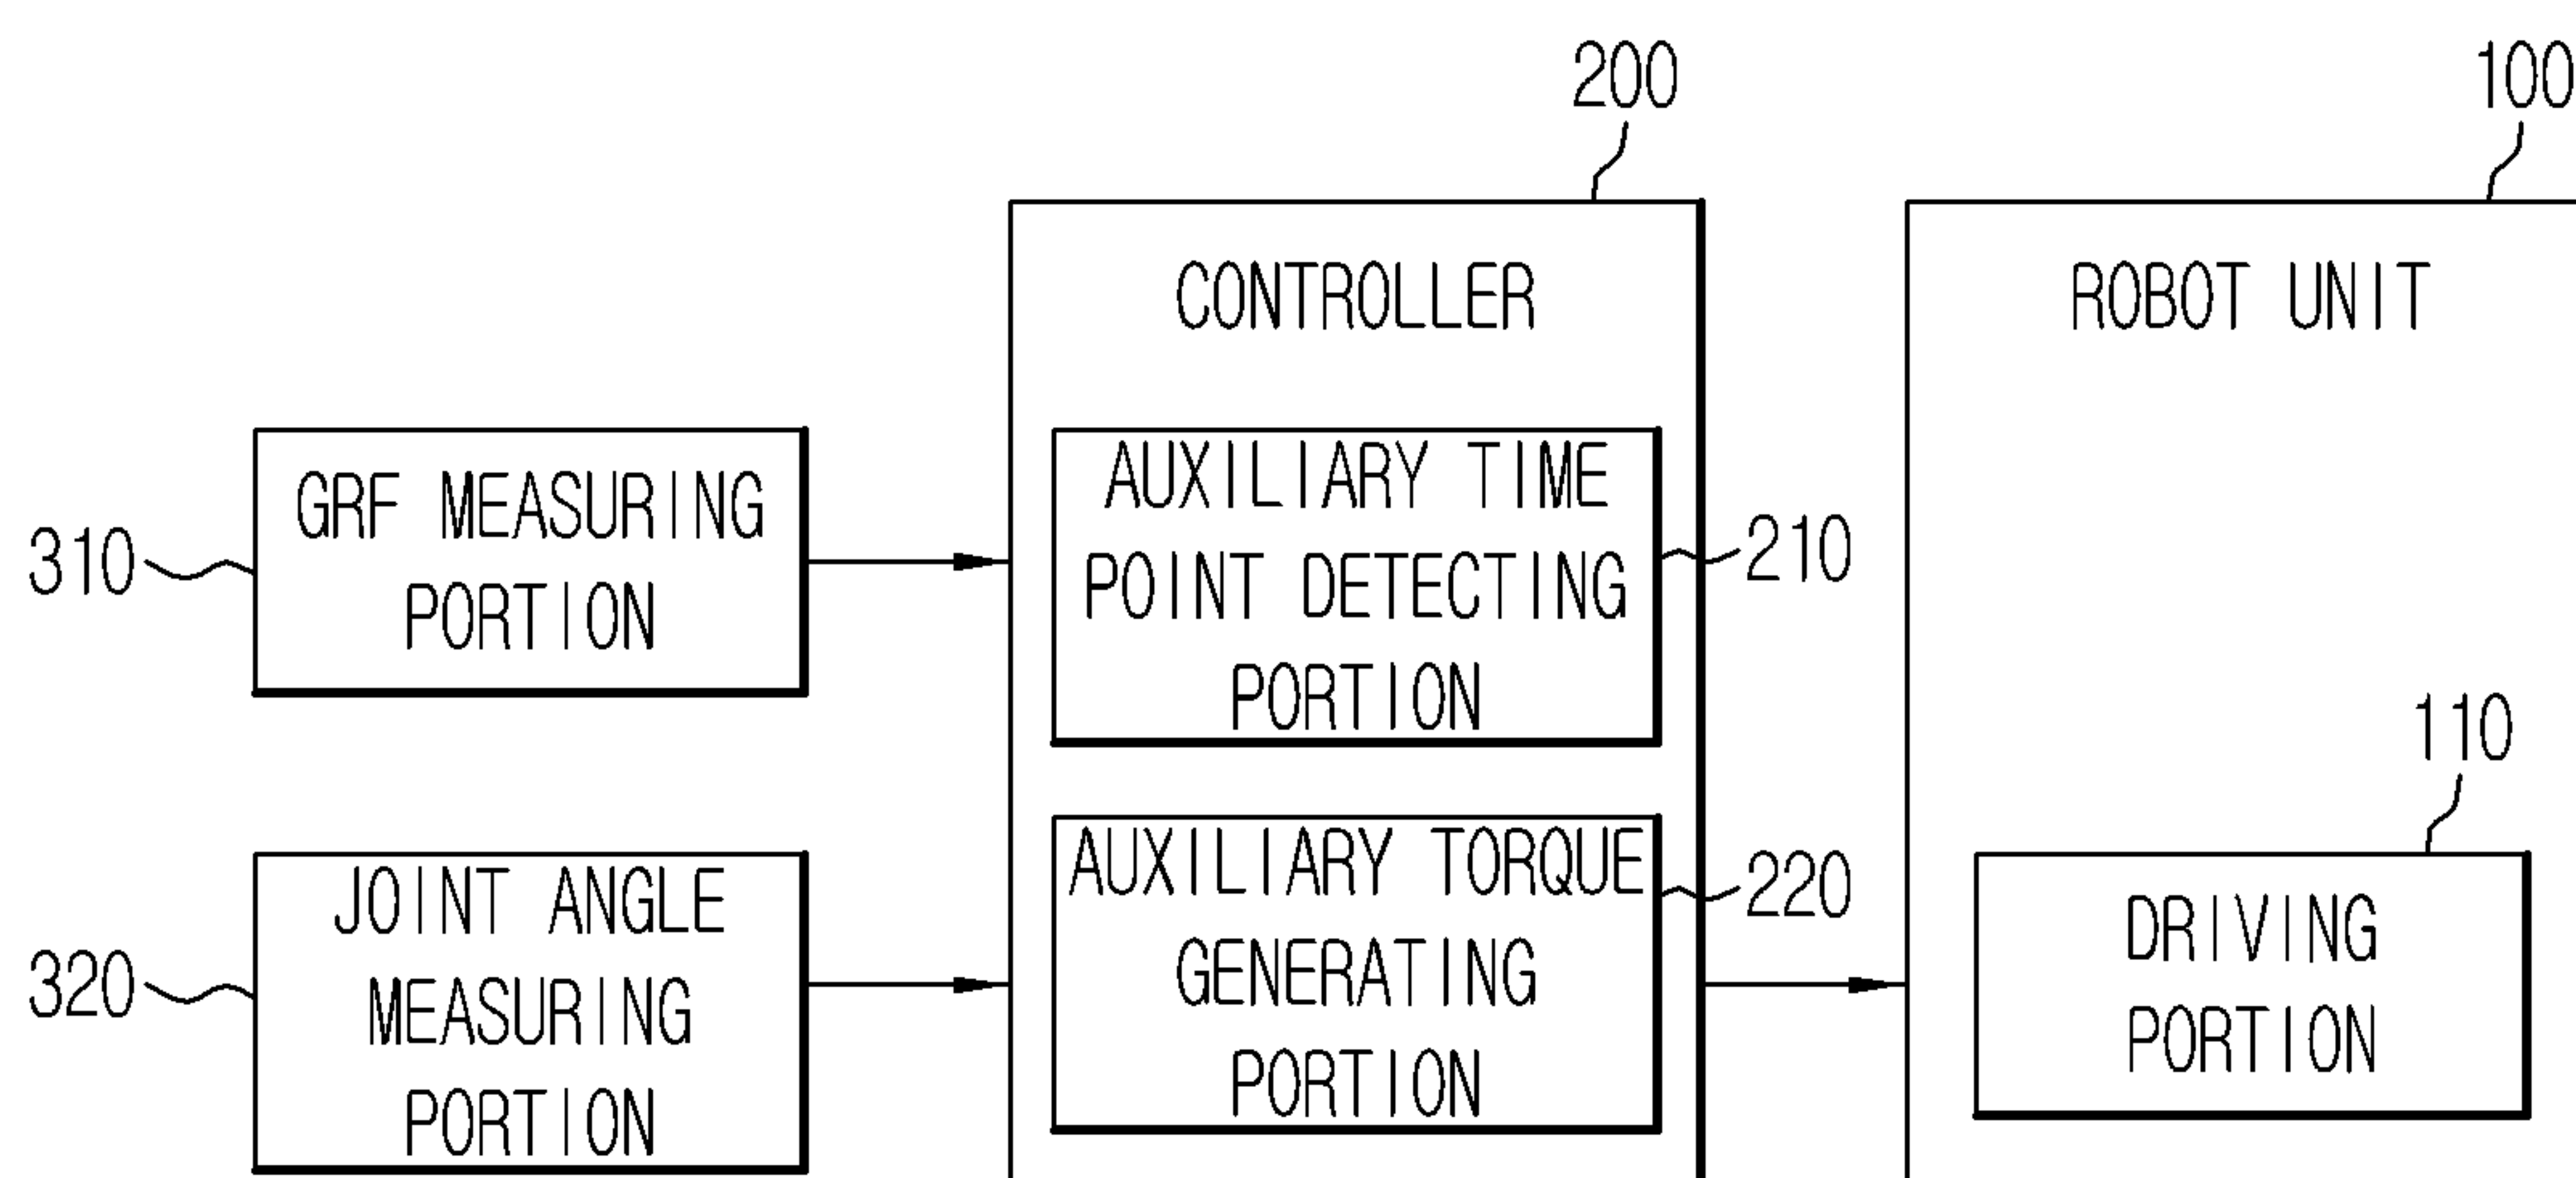 200
100
CONTROLLER
ROBOT UNIT
GRF MEASURING
PORTION
310
AUXILIARY TIME
POINT DETECTING
PORTION
210
110
JOINT ANGLE
MEASURING
PORTION
320
AUXILIARY TORQUE
GENERATING
PORTION
220
DRIVING
PORTION